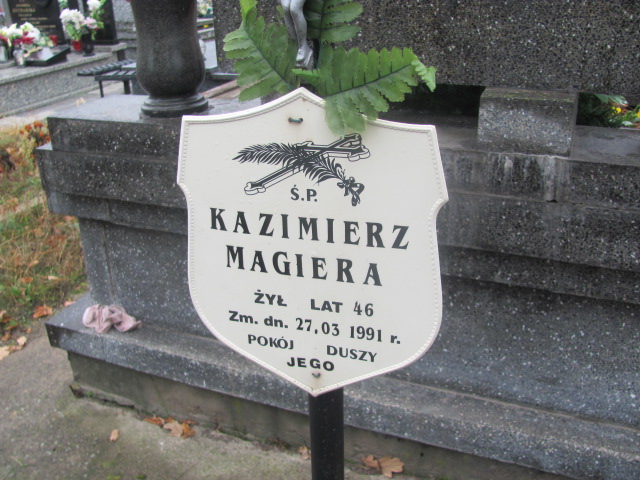 Ś.P.
KAZIMIERZ
MAGIERA
ŻYŁ LAT 46
Zm. dn. 27.03 1991 r.
POKÓJ DUSZY
JEGO